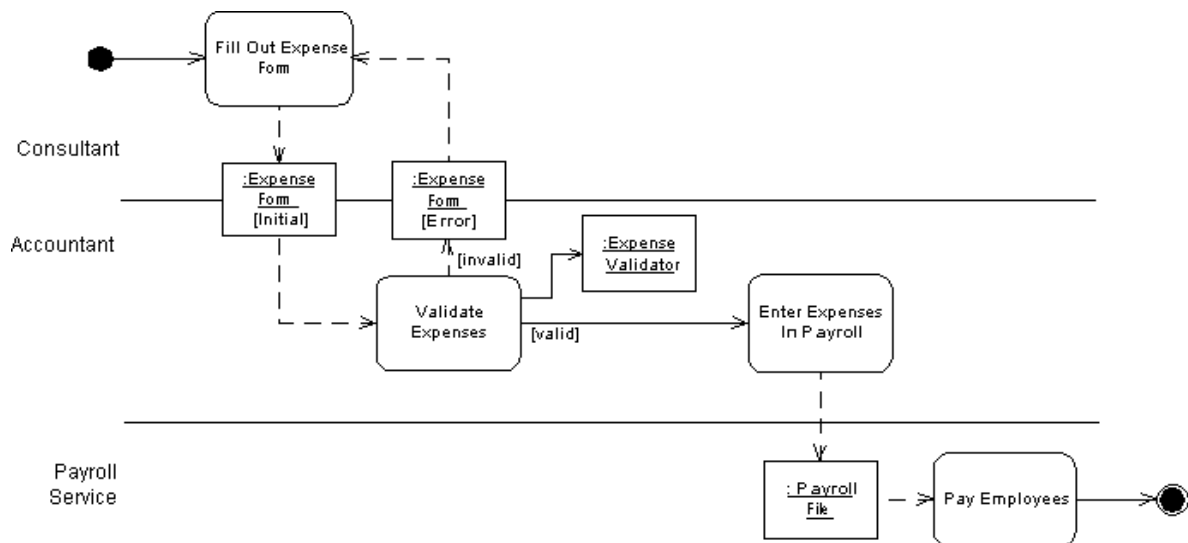 Fill Out Expense
Form
Consultant
:Expense
Form
[Initial]
:Expense
Form
[Error]
Accountant
[invalid]
:Expense
Validator
Validate
Expenses
[valid]
Enter Expenses
In Payroll
Payroll
Service
: Payroll
File
Pay Employees